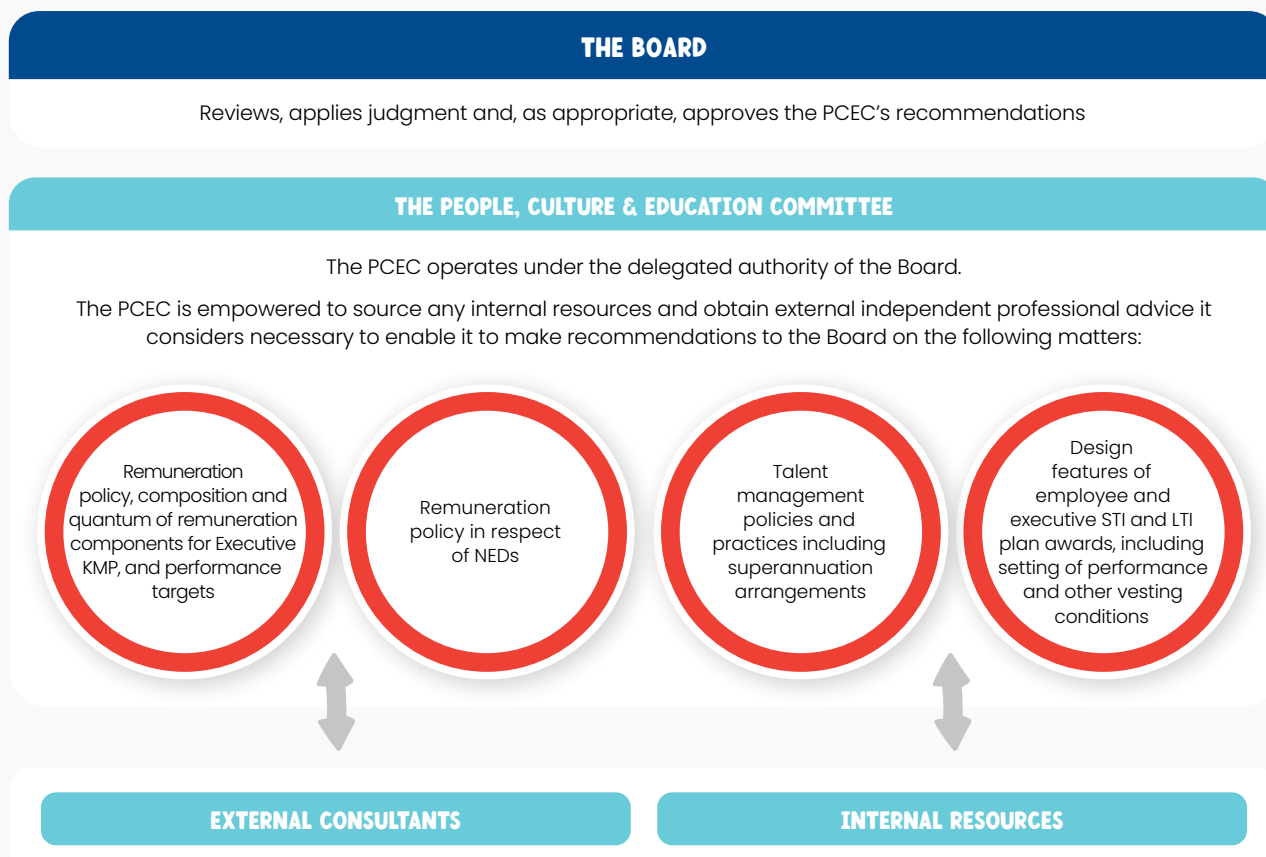 THE BOARD
Reviews, applies judgment and, as appropriate, approves the PCEC's recommendations
THE PEOPLE, CULTURE & EDUCATION COMMITTEE
The PCEC operates under the delegated authority of the Board.
The PCEC is empowered to source any internal resources and obtain external independent professional advice it
considers necessary to enable it to make recommendations to the Board on the following matters:
Remuneration
policy, composition and
quantum of remuneration
components for Executive
KMP, and performance
targets
Remuneration
policy in respect
of NEDs
Talent
management
policies and
practices including
superannuation
arrangements
Design
features of
employee and
executive STI and LTI
plan awards, including
setting of performance
and other vesting
conditions
EXTERNAL CONSULTANTS
INTERNAL RESOURCES